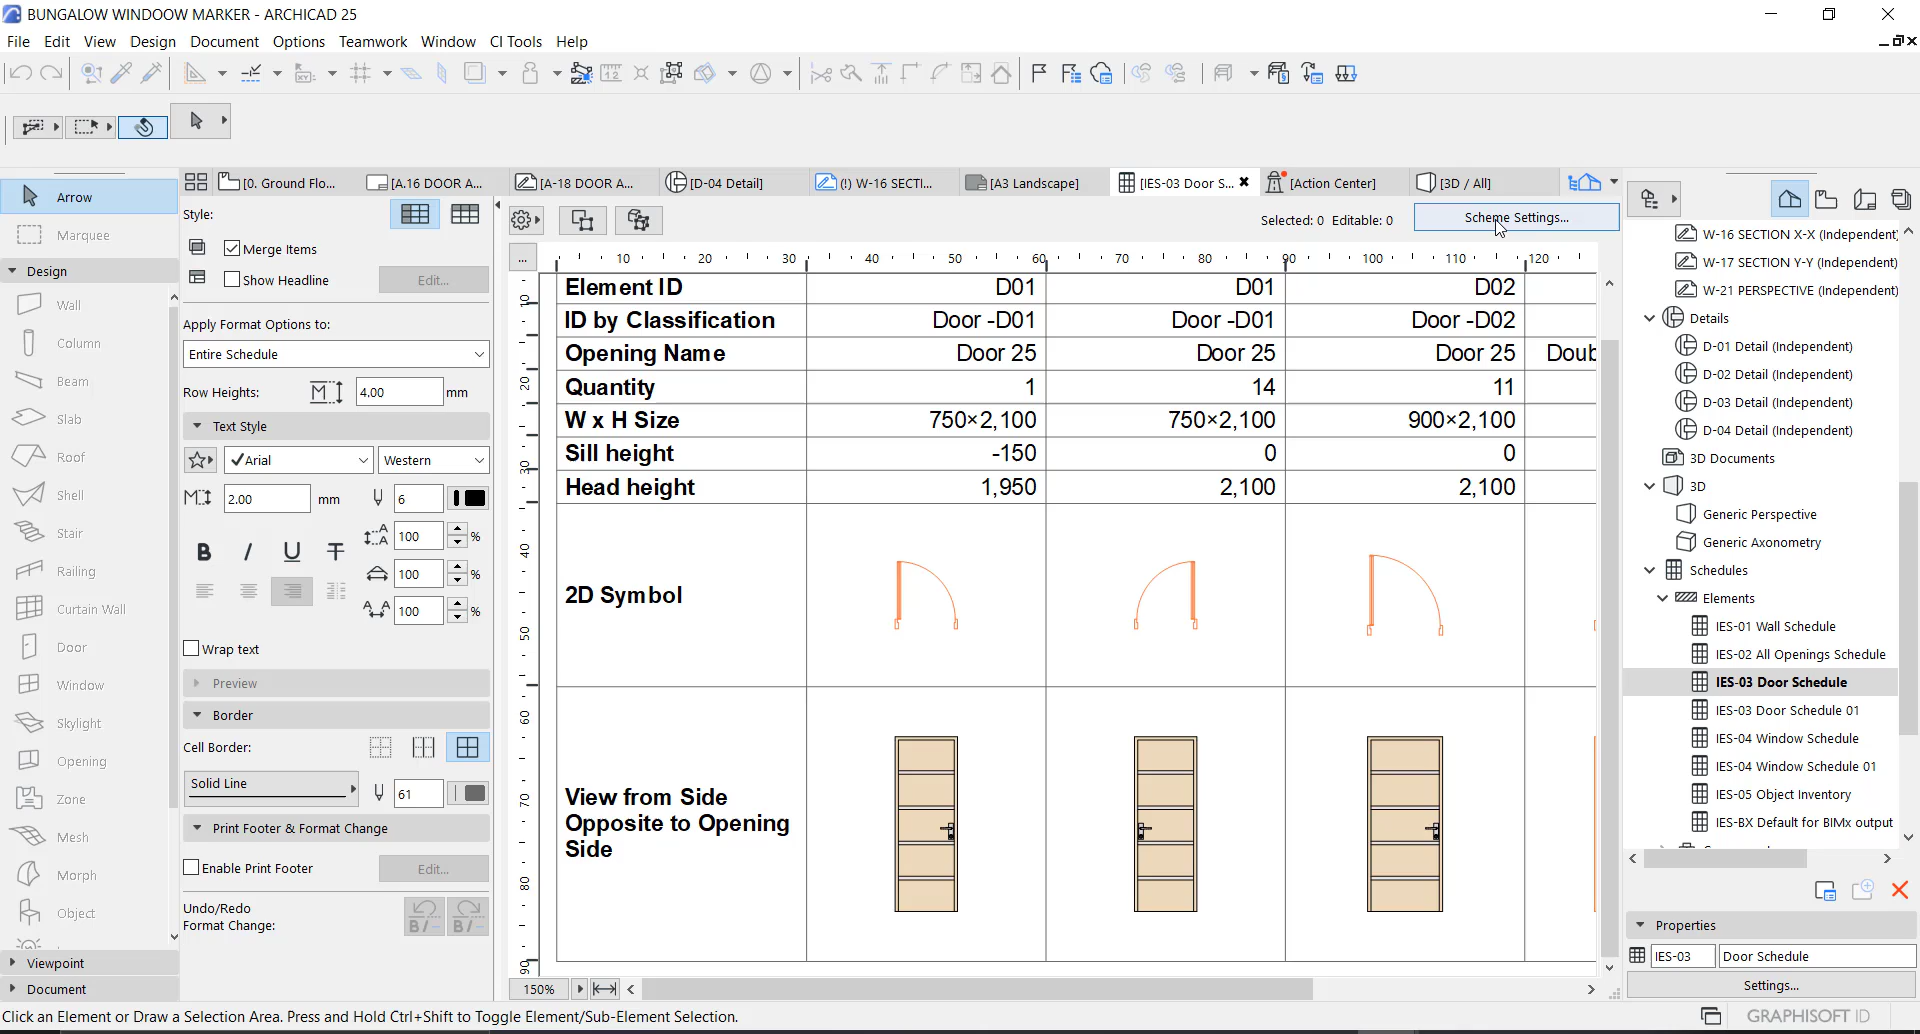 BUNGALOW WINDOOW MARKER - ARCHICAD 25
File Edit View Design Document Options Teamwork Window CI Tools Help
[0. Ground Flo... [A.16 DOOR A... [A-18 DOOR A... [D-04 Detail] (!) W-16 SECTI... [A3 Landscape] [IES-03 Door S... [Action Center] [3D / All]
Arrow
Marquee
Design
Wall
Column
Beam
Slab
Roof
Shell
Stair
Railing
Curtain Wall
Door
Window
Skylight
Opening
Zone
Mesh
Morph
Object
Viewpoint
Document
Style:
Merge Items
Show Headline
Edit...
Apply Format Options to:
Entire Schedule
Row Heights: 4.00 mm
Text Style
Arial Western
2.00 mm 6
100 %
B I U T
100 %
100 %
Wrap text
Preview
Border
Cell Border:
Solid Line 61
Print Footer & Format Change
Enable Print Footer Edit...
Undo/Redo
Format Change:
Selected: 0 Editable: 0 Scheme Settings...
... 10 20 30 40 50 60 70 80 90 100 110 120
10 20 30 40 50 60 70 80 90
Element ID D01 D01 D02
ID by Classification Door -D01 Door -D01 Door -D02
Opening Name Door 25 Door 25 Door 25 Doub
Quantity 1 14 11
W x H Size 750×2,100 750×2,100 900×2,100
Sill height -150 0 0
Head height 1,950 2,100 2,100
2D Symbol
View from Side
Opposite to Opening
Side
150%
W-16 SECTION X-X (Independent)
W-17 SECTION Y-Y (Independent)
W-21 PERSPECTIVE (Independent)
Details
D-01 Detail (Independent)
D-02 Detail (Independent)
D-03 Detail (Independent)
D-04 Detail (Independent)
3D Documents
3D
Generic Perspective
Generic Axonometry
Schedules
Elements
IES-01 Wall Schedule
IES-02 All Openings Schedule
IES-03 Door Schedule
IES-03 Door Schedule 01
IES-04 Window Schedule
IES-04 Window Schedule 01
IES-05 Object Inventory
IES-BX Default for BIMx output
Properties
IES-03 Door Schedule
Settings...
Click an Element or Draw a Selection Area. Press and Hold Ctrl+Shift to Toggle Element/Sub-Element Selection.
GRAPHISOFT ID